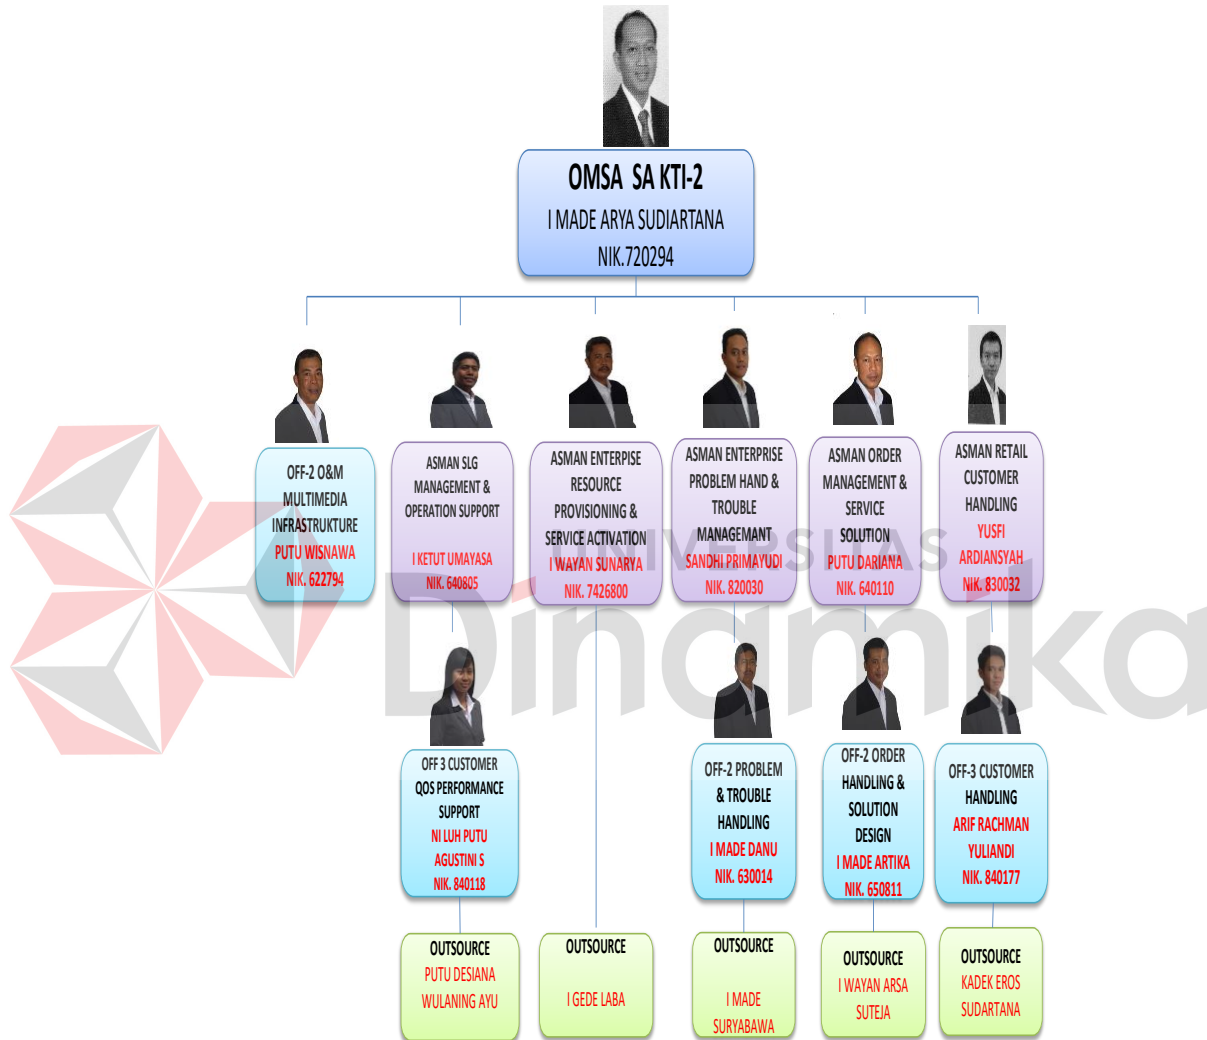 OMSA SA KTI-2
I MADE ARYA SUDIARTANA
NIK.720294
OFF-2 O&M
MULTIMEDIA
INFRASTRUKTURE
PUTU WISNAWA
NIK. 622794
ASMAN SLG
MANAGEMENT &
OPERATION SUPPORT
I KETUT UMAYASA
NIK. 640805
ASMAN ENTERPISE
RESOURCE
PROVISIONING &
SERVICE ACTIVATION
I WAYAN SUNARYA
NIK. 7426800
ASMAN ENTERPRISE
PROBLEM HAND &
TROUBLE
MANAGEMANT
SANDHI PRIMAYUDI
NIK. 820030
ASMAN ORDER
MANAGEMENT &
SERVICE
SOLUTION
PUTU DARIANA
NIK. 640110
ASMAN RETAIL
CUSTOMER
HANDLING
YUSFI
ARDIANSYAH
NIK. 830032
UNIVERSITAS
Dinamika
OFF 3 CUSTOMER
QOS PERFORMANCE
SUPPORT
NI LUH PUTU
AGUSTINI S
NIK. 840118
OFF-2 PROBLEM
& TROUBLE
HANDLING
I MADE DANU
NIK. 630014
OFF-2 ORDER
HANDLING &
SOLUTION
DESIGN
I MADE ARTIKA
NIK. 650811
OFF-3 CUSTOMER
HANDLING
ARIF RACHMAN
YULIANDI
NIK. 840177
OUTSOURCE
PUTU DESIANA
WULANING AYU
OUTSOURCE
I GEDE LABA
OUTSOURCE
I MADE
SURYABAWA
OUTSOURCE
I WAYAN ARSA
SUTEJA
OUTSOURCE
KADEK EROS
SUDARTANA